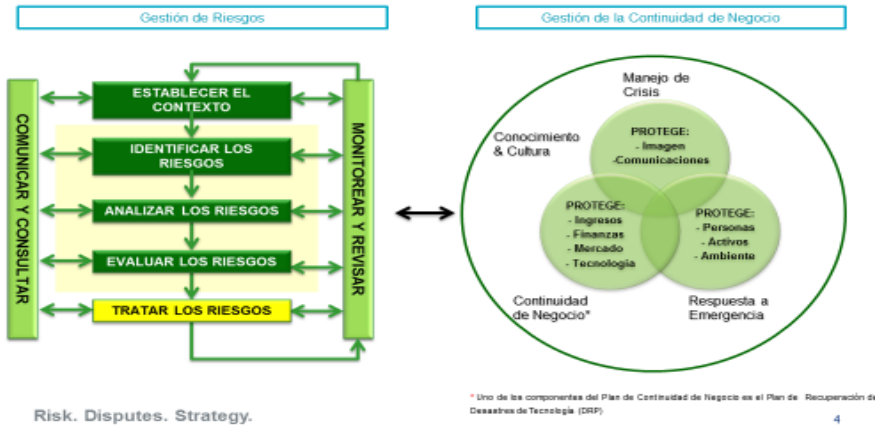 Gestión de Riesgos
COMUNICAR Y CONSULTAR
ESTABLECER EL
CONTEXTO
IDENTIFICAR LOS
RIESGOS
ANALIZAR LOS RIESGOS
EVALUAR LOS RIESGOS
TRATAR LOS RIESGOS
MONITOREAR Y REVISAR
Gestión de la Continuidad de Negocio
Manejo de
Crisis
Conocimiento
& Cultura
PROTEGE:
- Imagen
-Comunicaciones
PROTEGE:
- Ingresos
- Finanzas
- Mercado
- Tecnología
PROTEGE:
- Personas
- Activos
- Ambiente
Continuidad
de Negocio*
Respuesta a
Emergencia
* Uno de los componentes del Plan de Continuidad de Negocio es el Plan de Recuperación de
Desastres de Tecnología (DRP)
Risk. Disputes. Strategy.
4